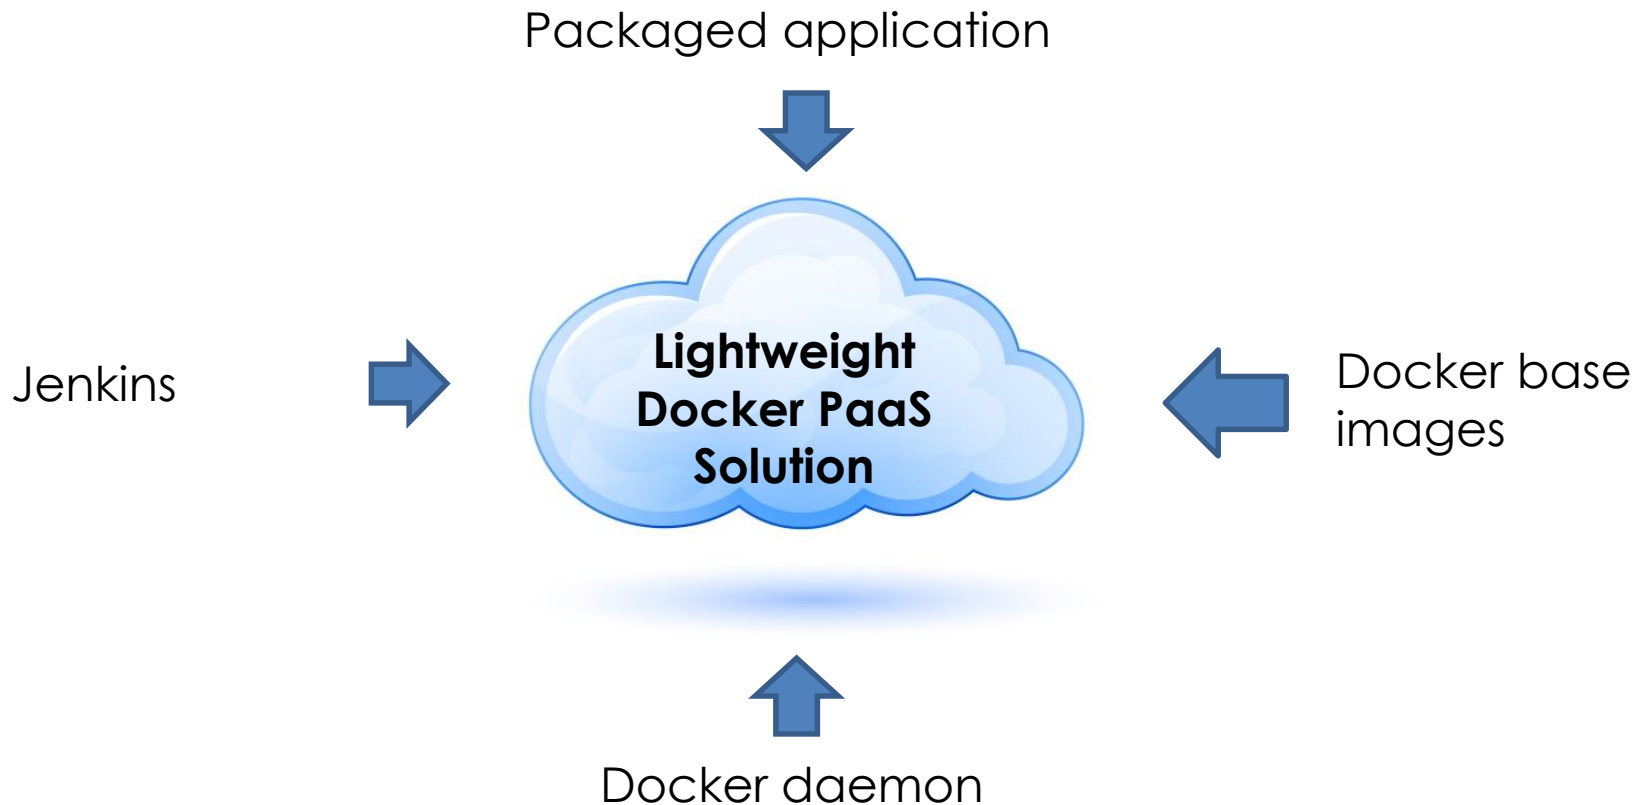 Packaged application
Jenkins
Lightweight
Docker PaaS
Solution
Docker base
images
Docker daemon